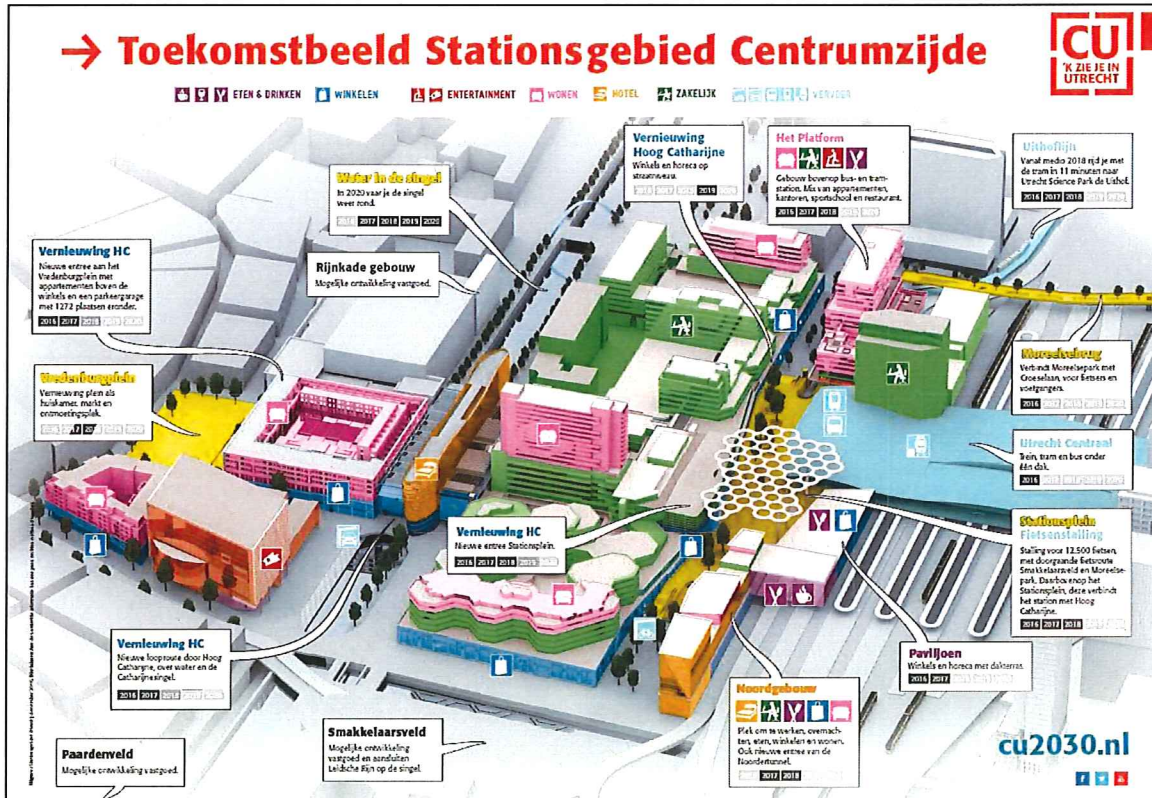 → Toekomstbeeld Stationsgebied Centrumzijde
CU
'K ZIE JE IN
UTRECHT
ETEN & DRINKEN
WINKELEN
ENTERTAINMENT
WONEN
HOTEL
ZAKELIJK
VERVOER
Vernieuwing
Hoog Catharijne
Winkels en horeca op
straatniveau.
2019
Het Platform
Gebouw bovenop bus- en tram-
station. Mix van appartementen,
kantoren, sportschool en restaurant.
2016 2017 2018
Uithoflijn
Vanaf medio 2018 rijd je met
de tram in 11 minuten naar
Utrecht Science Park de Uithof.
2016 2017 2018
Water in de singel
In 2020 vaar je de singel
weer rond.
2017 2018 2019 2020
Vernieuwing HC
Nieuwe entree aan het
Vredenburgplein met
appartementen boven de
winkels en een parkeergarage
met 1272 plaatsen eronder.
2016 2017 2018
Rijnkade gebouw
Mogelijke ontwikkeling vastgoed.
Vredenburgplein
Vernieuwing plein als
huiskamer, markt en
ontmoetingsplek.
Moreelsebrug
Verbindt Moreelsepark met
Croeselaan, voor fietsers en
voetgangers.
2016
Utrecht Centraal
Trein, tram en bus onder
één dak.
2016
Vernieuwing HC
Nieuwe entree Stationsplein.
2016 2017 2018 2019
Stationsplein
Fietsenstalling
Stalling voor 12.500 fietsen,
met doorgaande fietsroute
Smakkelaarsveld en Moreelse-
park. Daarbovenop het
Stationsplein, deze verbindt
het station met Hoog
Catharijne.
2016 2017 2018
Vernieuwing HC
Nieuwe looproute door Hoog
Catharijne, over water en de
Catharijnesingel.
2016 2017
Paviljoen
Winkels en horeca met dakterras.
2016 2017
Noordgebouw
Plek om te werken, overnach-
ten, eten, winkelen en wonen.
Ook nieuwe entree van de
Noordertunnel.
2017 2018
Smakkelaarsveld
Mogelijke ontwikkeling
vastgoed en aansluiten
Leidsche Rijn op de singel.
Paardenveld
Mogelijke ontwikkeling vastgoed.
cu2030.nl